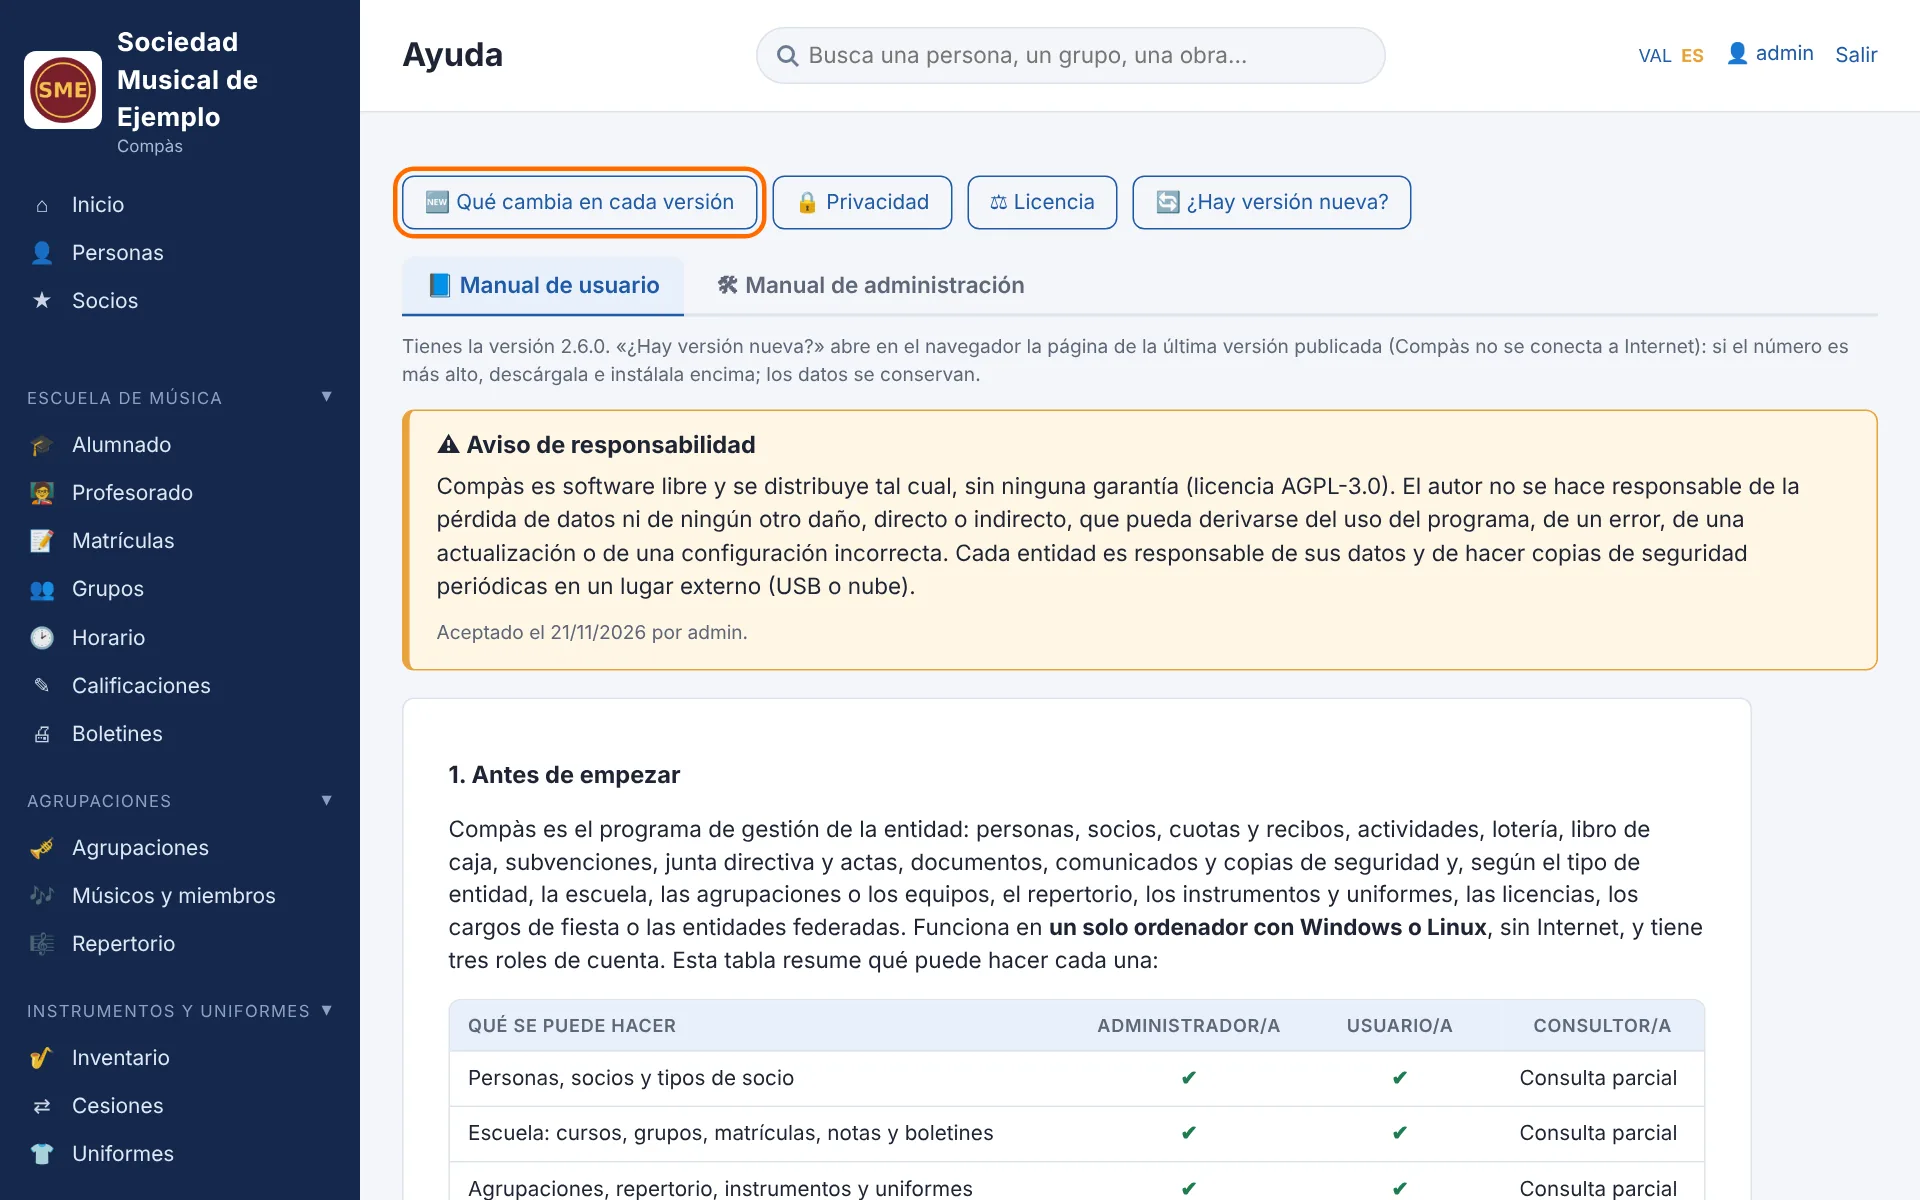 SME
Sociedad
Musical de
Ejemplo
Compàs
Inicio
Personas
Socios
ESCUELA DE MÚSICA ▼
Alumnado
Profesorado
Matrículas
Grupos
Horario
Calificaciones
Boletines
AGRUPACIONES ▼
Agrupaciones
Músicos y miembros
Repertorio
INSTRUMENTOS Y UNIFORMES ▼
Inventario
Cesiones
Uniformes
Ayuda
Busca una persona, un grupo, una obra...
VAL ES admin Salir
NEW Qué cambia en cada versión
Privacidad
Licencia
¿Hay versión nueva?
Manual de usuario
Manual de administración
Tienes la versión 2.6.0. «¿Hay versión nueva?» abre en el navegador la página de la última versión publicada (Compàs no se conecta a Internet): si el número es
más alto, descárgala e instálala encima; los datos se conservan.
⚠ Aviso de responsabilidad
Compàs es software libre y se distribuye tal cual, sin ninguna garantía (licencia AGPL-3.0). El autor no se hace responsable de la
pérdida de datos ni de ningún otro daño, directo o indirecto, que pueda derivarse del uso del programa, de un error, de una
actualización o de una configuración incorrecta. Cada entidad es responsable de sus datos y de hacer copias de seguridad
periódicas en un lugar externo (USB o nube).
Aceptado el 21/11/2026 por admin.
1. Antes de empezar
Compàs es el programa de gestión de la entidad: personas, socios, cuotas y recibos, actividades, lotería, libro de
caja, subvenciones, junta directiva y actas, documentos, comunicados y copias de seguridad y, según el tipo de
entidad, la escuela, las agrupaciones o los equipos, el repertorio, los instrumentos y uniformes, las licencias, los
cargos de fiesta o las entidades federadas. Funciona en un solo ordenador con Windows o Linux, sin Internet, y tiene
tres roles de cuenta. Esta tabla resume qué puede hacer cada una:
QUÉ SE PUEDE HACER ADMINISTRADOR/A USUARIO/A CONSULTOR/A
Personas, socios y tipos de socio ✔ ✔ Consulta parcial
Escuela: cursos, grupos, matrículas, notas y boletines ✔ ✔ Consulta parcial
Agrupaciones, repertorio, instrumentos y uniformes ✔ ✔ Consulta parcial